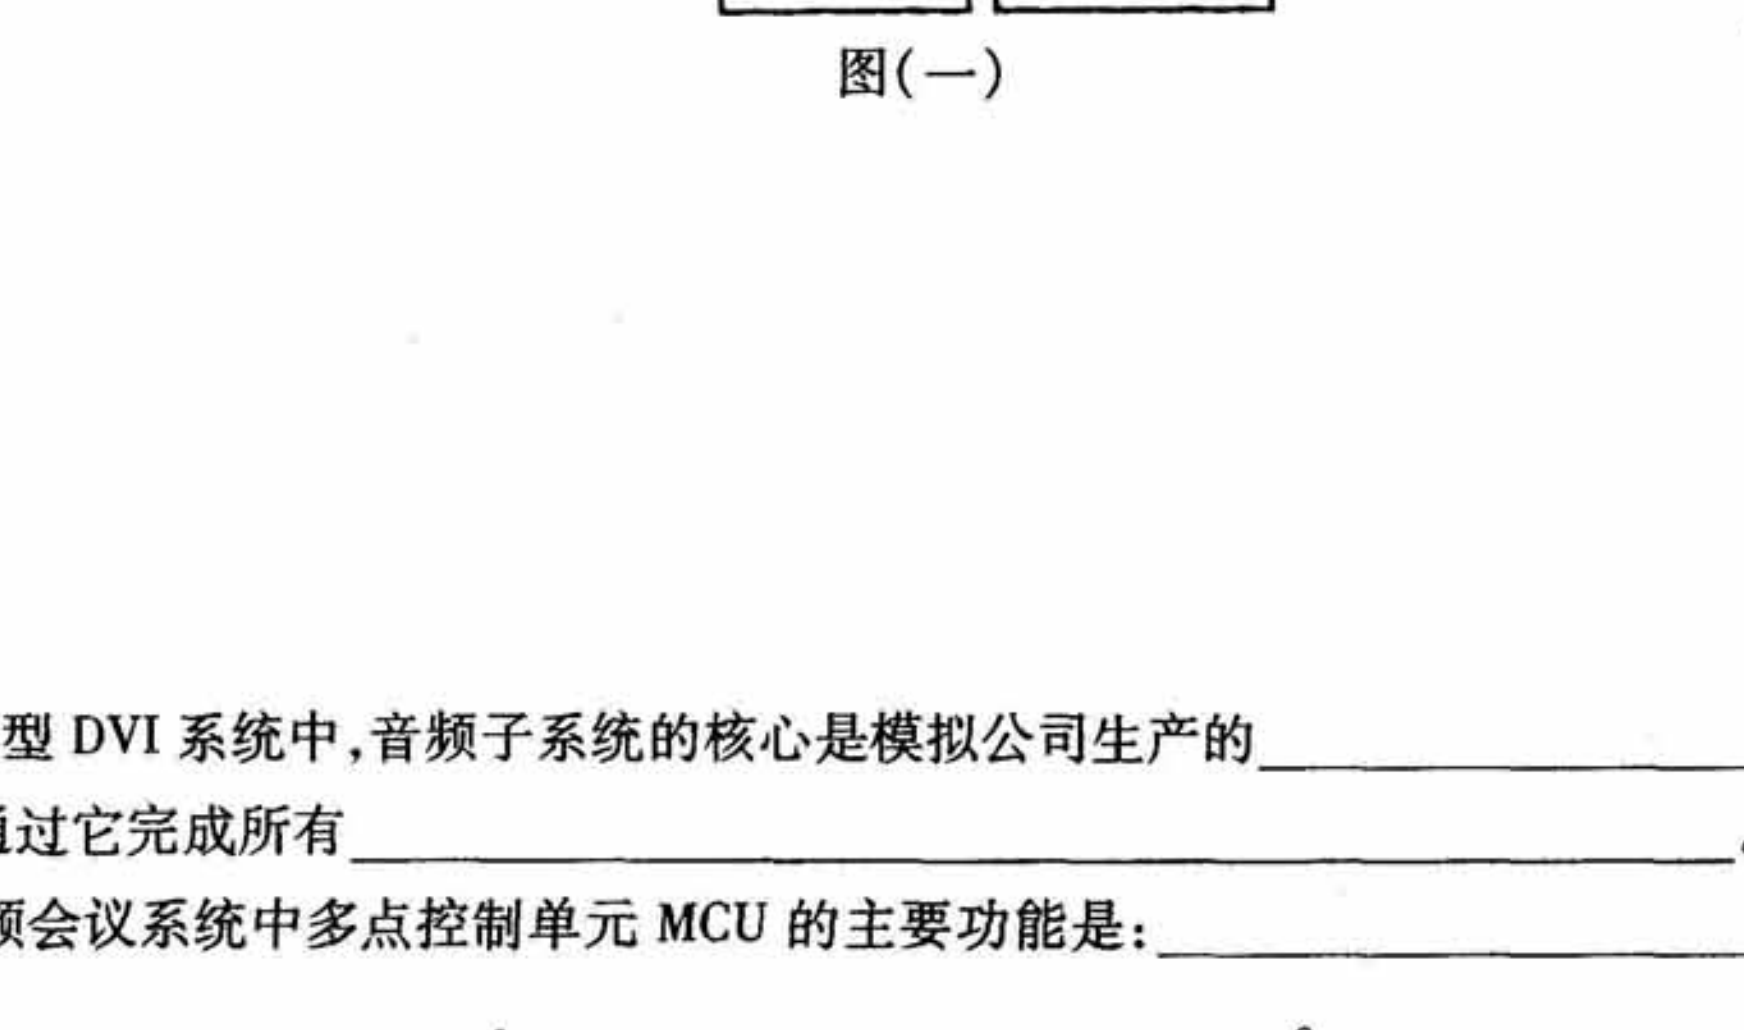 图(一)
型 DVI 系统中,音频子系统的核心是模拟公司生产的
过它完成所有
会议系统中多点控制单元 MCU 的主要功能是: